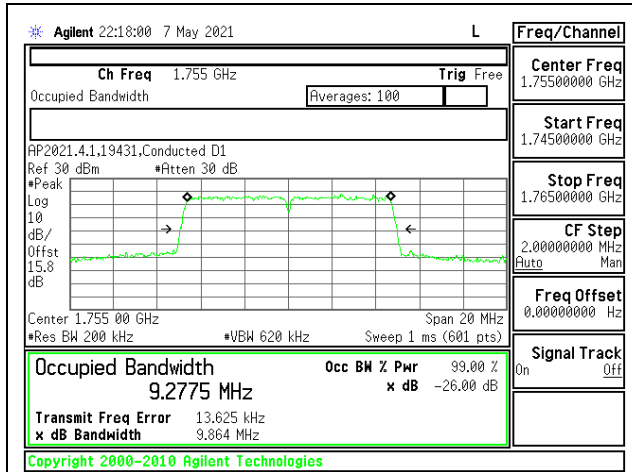 Agilent 22:18:00 7 May 2021 L Freq/Channel
Ch Freq 1.755 GHz Trig Free
Occupied Bandwidth Averages: 100
Center Freq
1.75500000 GHz
Start Freq
1.74500000 GHz
Stop Freq
1.76500000 GHz
CF Step
2.00000000 MHz
Auto Man
Freq Offset
0.00000000 Hz
Signal Track
On Off
AP2021.4.1,19431,Conducted D1
Ref 30 dBm #Atten 30 dB
#Peak
Log
10
dB/
Offst
15.8
dB
Center 1.755 00 GHz Span 20 MHz
#Res BW 200 kHz #VBW 620 kHz Sweep 1 ms (601 pts)
Occupied Bandwidth Occ BW % Pwr 99.00 %
9.2775 MHz x dB -26.00 dB
Transmit Freq Error 13.625 kHz
x dB Bandwidth 9.864 MHz
Copyright 2000-2010 Agilent Technologies